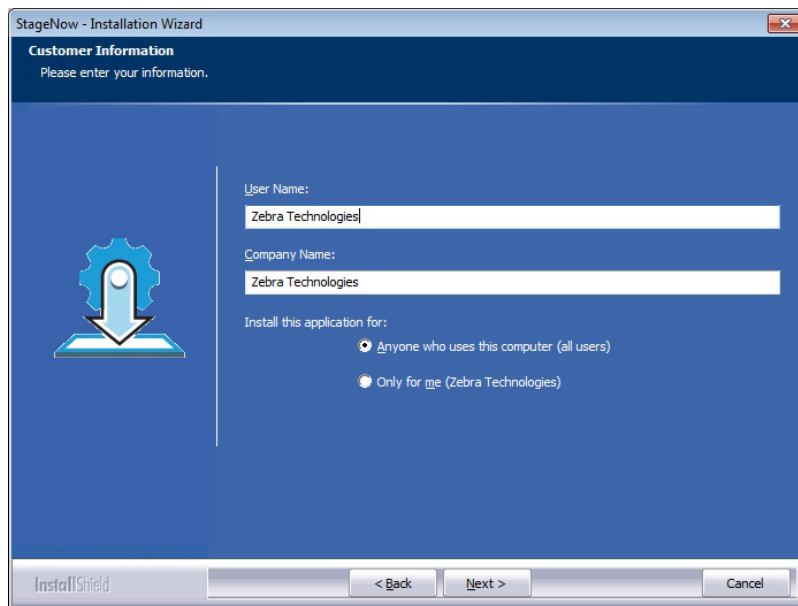 StageNow - Installation Wizard
Customer Information
Please enter your information.
User Name:
Zebra Technologies
Company Name:
Zebra Technologies
Install this application for:
Anyone who uses this computer (all users)
Only for me (Zebra Technologies)
InstallShield
< Back
Next >
Cancel